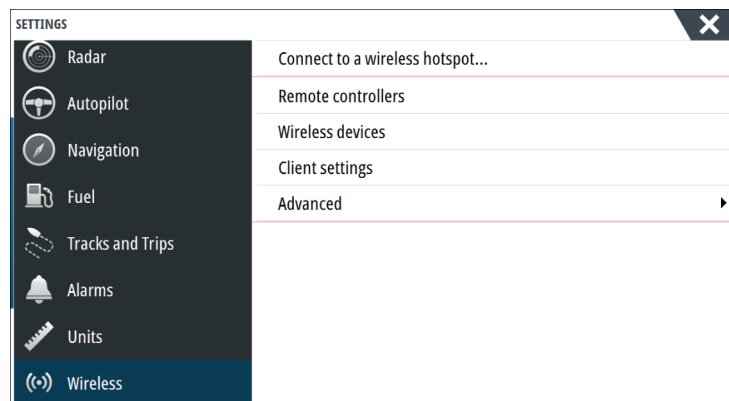 SETTINGS
Radar
Autopilot
Navigation
Fuel
Tracks and Trips
Alarms
Units
Wireless
Connect to a wireless hotspot...
Remote controllers
Wireless devices
Client settings
Advanced